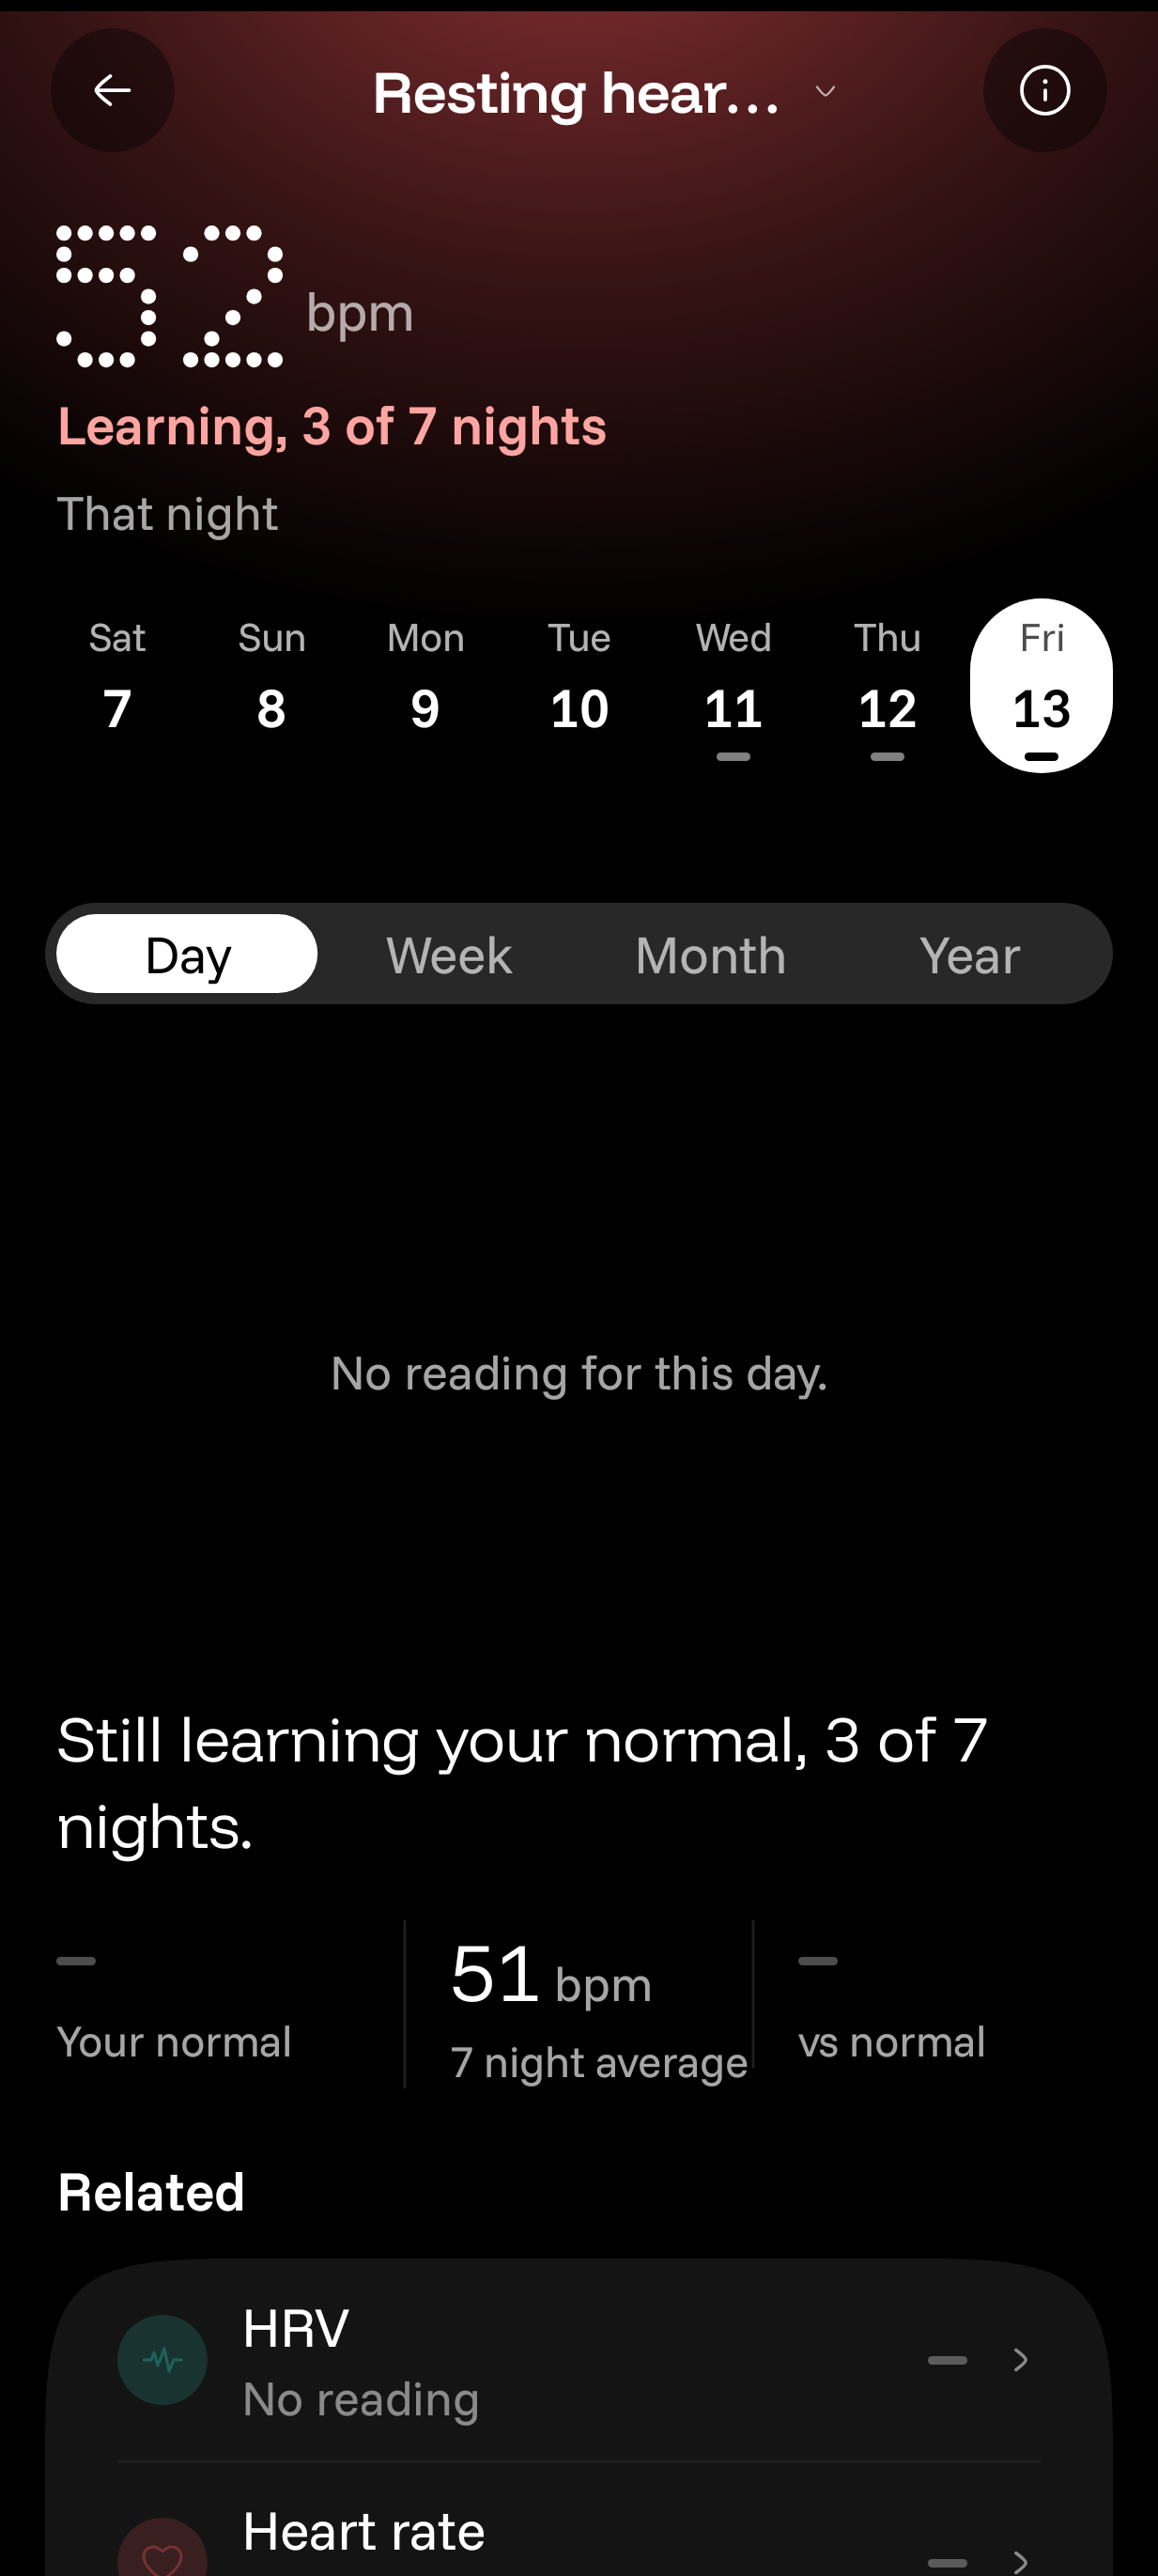 Resting hear...
52 bpm
Learning, 3 of 7 nights
That night
Sat Sun Mon Tue Wed Thu Fri
7 8 9 10 11 12 13
Day Week Month Year
No reading for this day.
Still learning your normal, 3 of 7
nights.
51 bpm
Your normal 7 night average vs normal
Related
HRV
No reading
Heart rate